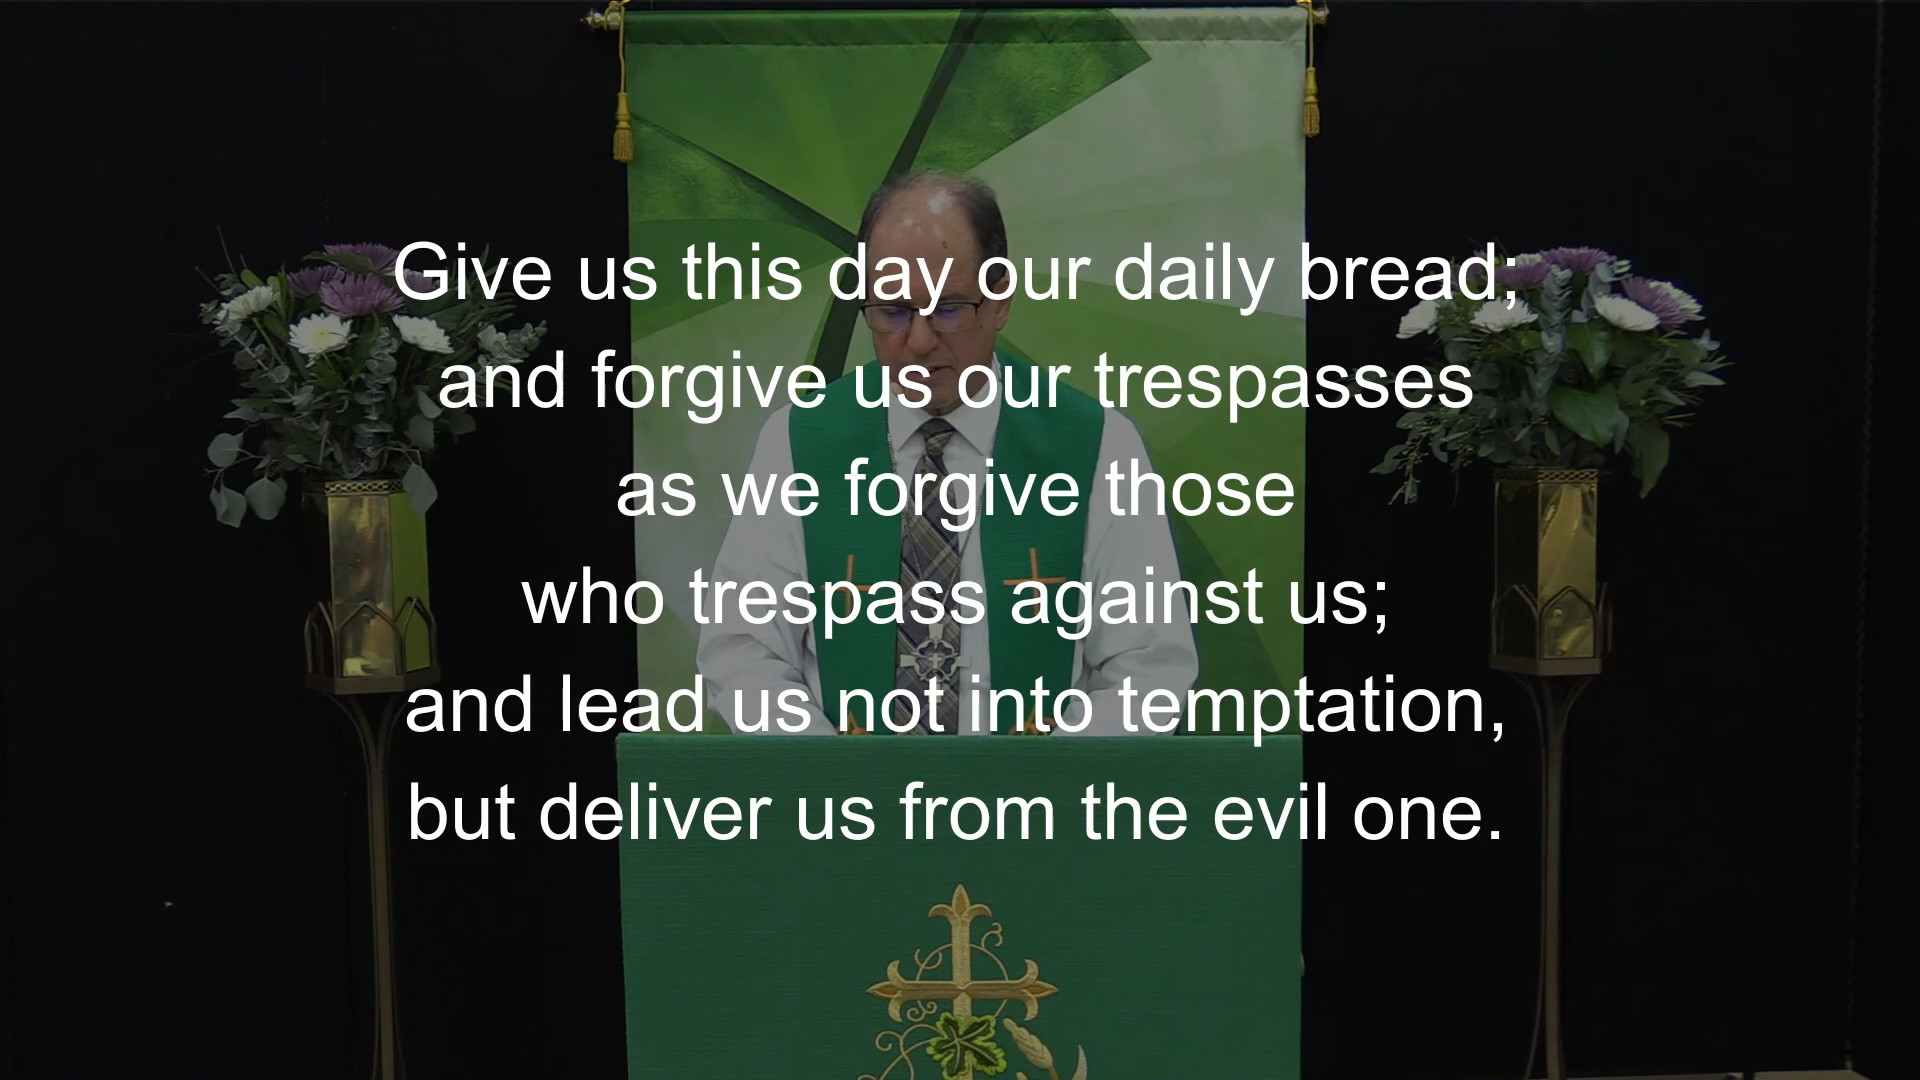 Give us this day our daily bread;
and forgive us our trespasses
as we forgive those
who trespass against us;
and lead us not into temptation,
but deliver us from the evil one.